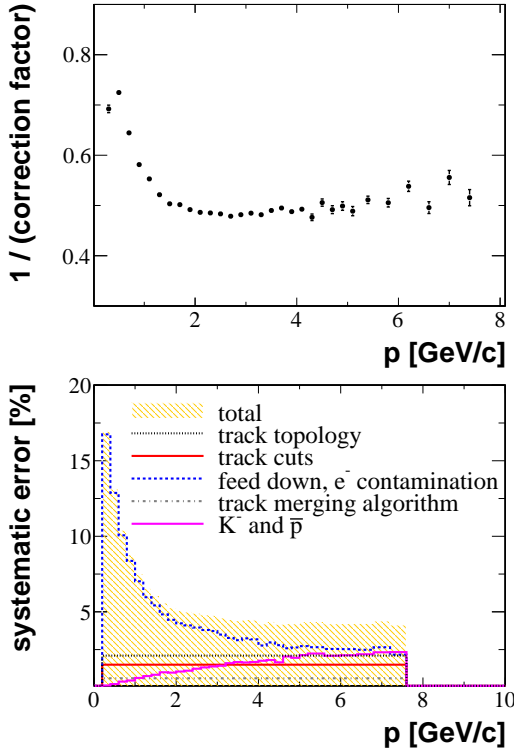 1 / (correction factor)
0.8
0.6
0.4
2 4 6 8
p [GeV/c]
systematic error [%]
20
15
10
5
0
total
track topology
track cuts
feed down, e⁻ contamination
track merging algorithm
K⁻ and p̅
0 2 4 6 8 10
p [GeV/c]